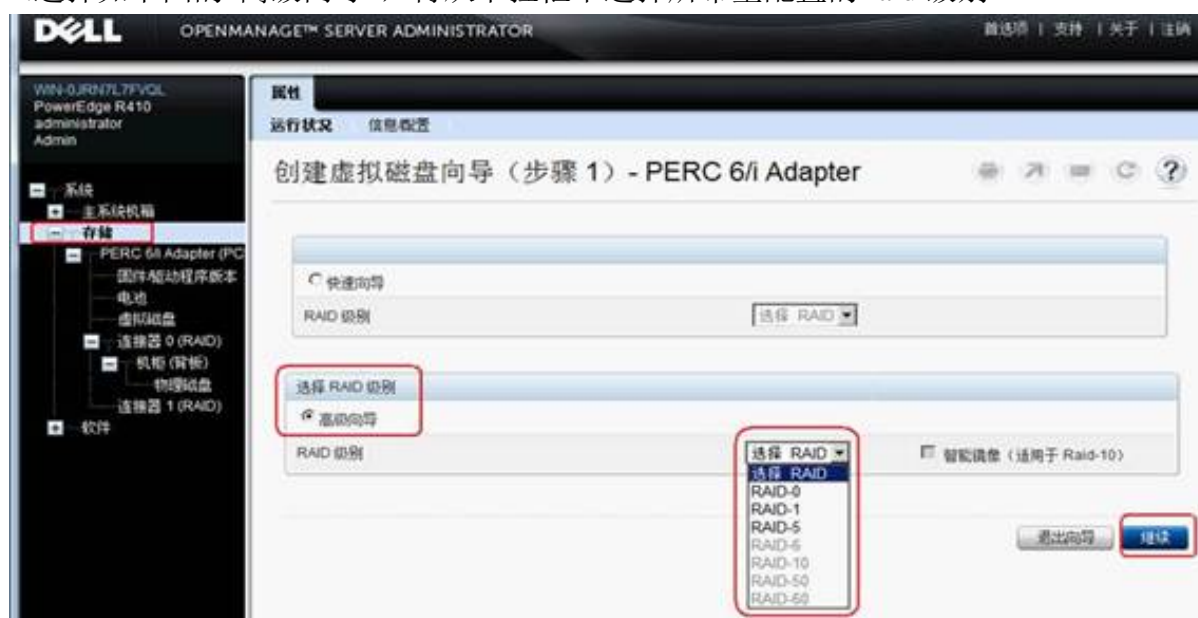 DELL OPENMANAGE™ SERVER ADMINISTRATOR 首选项 | 支持 | 关于 | 注销
WIN-0JRN7L7FVQL
PowerEdge R410
administrator
Admin
属性
运行状况 信息配置
创建虚拟磁盘向导（步骤 1）- PERC 6/i Adapter
系统
主系统机箱
存储
PERC 6/i Adapter (PC
固件/驱动程序版本
电池
虚拟磁盘
连接器 0 (RAID)
机柜 (背板)
物理磁盘
连接器 1 (RAID)
软件
快速向导
RAID 级别 选择 RAID
选择 RAID 级别
高级向导
RAID 级别 选择 RAID 智能镜像（适用于 Raid-10）
选择 RAID
RAID-0
RAID-1
RAID-5
RAID-6
RAID-10
RAID-50
RAID-60
退出向导 继续